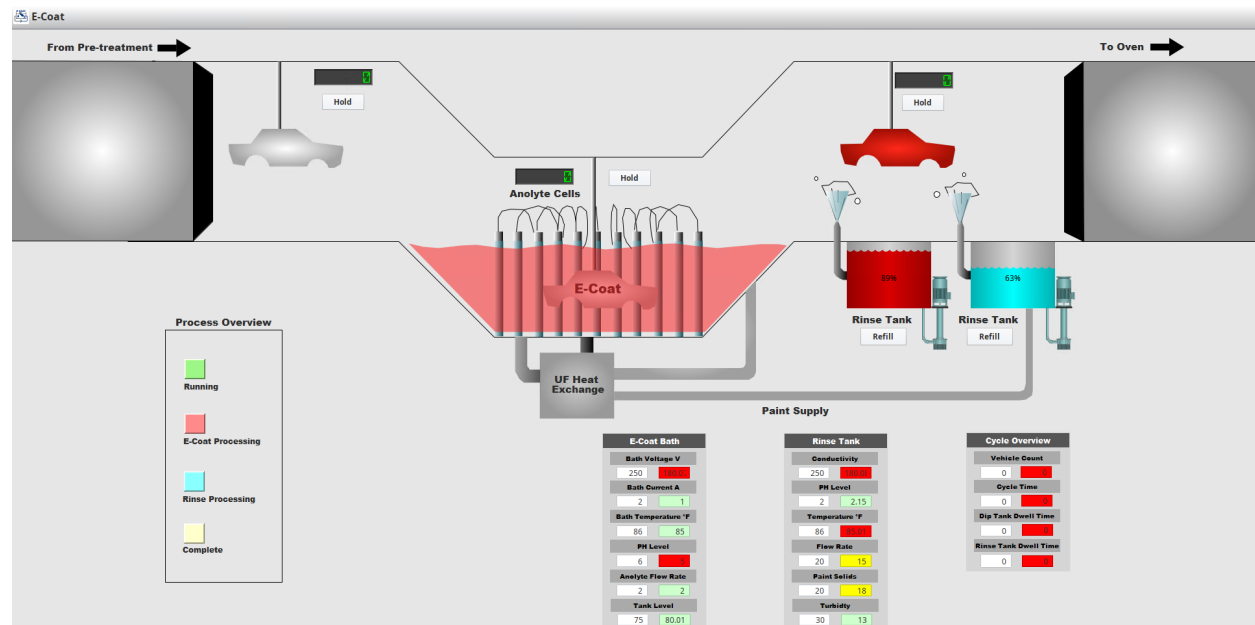 E-Coat
From Pre-treatment
To Oven
Hold
Hold
Hold
Anolyte Cells
E-Coat
89%
63%
Rinse Tank
Rinse Tank
Refill
Refill
Process Overview
Running
E-Coat Processing
Rinse Processing
Complete
UF Heat
Exchange
Paint Supply
E-Coat Bath
Bath Voltage V
250
Bath Current A
2 1
Bath Temperature °F
86 85
PH Level
6
Anolyte Flow Rate
2 2
Tank Level
75 80.01
Rinse Tank
Conductivity
250
PH Level
2 2.15
Temperature °F
86
Flow Rate
20 15
Paint Solids
20 18
Turbidty
30 13
Cycle Overview
Vehicle Count
0 0
Cycle Time
0 0
Dip Tank Dwell Time
0 0
Rinse Tank Dwell Time
0 0